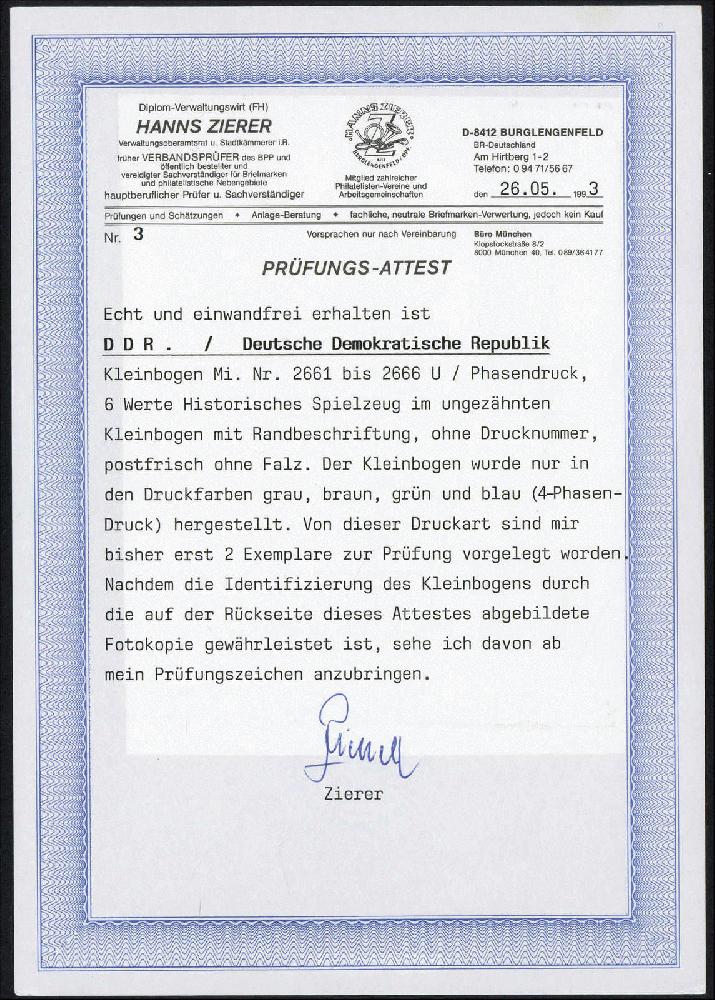 Diplom-Verwaltungswirt (FH)
HANNS ZIERER
Verwaltungsoberamtsrat u. Stadtkämmerer i.R.
früher VERBANDSPRÜFER des BPP und
öffentlich bestellter und
vereidigter Sachverständiger für Briefmarken
und philatelistische Nebengebiete
hauptberuflicher Prüfer u. Sachverständiger
HANNS ZIERER
BURGLENGENFELD
Mitglied zahlreicher
Philatelisten-Vereine und
Arbeitsgemeinschaften
D-8412 BURGLENGENFELD
BR-Deutschland
Am Hirtberg 1-2
Telefon: 0 94 71/56 67
den 26.05. 1993
Prüfungen und Schätzungen • Anlage-Beratung • fachliche, neutrale Briefmarken-Verwertung, jedoch kein Kauf
Nr. 3
Vorsprachen nur nach Vereinbarung
Büro München
Klopstockstraße 8/2
8000 München 40, Tel. 089/364177
PRÜFUNGS-ATTEST
Echt und einwandfrei erhalten ist
D D R . / Deutsche Demokratische Republik
Kleinbogen Mi. Nr. 2661 bis 2666 U / Phasendruck,
6 Werte Historisches Spielzeug im ungezähnten
Kleinbogen mit Randbeschriftung, ohne Drucknummer,
postfrisch ohne Falz. Der Kleinbogen wurde nur in
den Druckfarben grau, braun, grün und blau (4-Phasen-
Druck) hergestellt. Von dieser Druckart sind mir
bisher erst 2 Exemplare zur Prüfung vorgelegt worden.
Nachdem die Identifizierung des Kleinbogens durch
die auf der Rückseite dieses Attestes abgebildete
Fotokopie gewährleistet ist, sehe ich davon ab
mein Prüfungszeichen anzubringen.
Zierer
Zierer